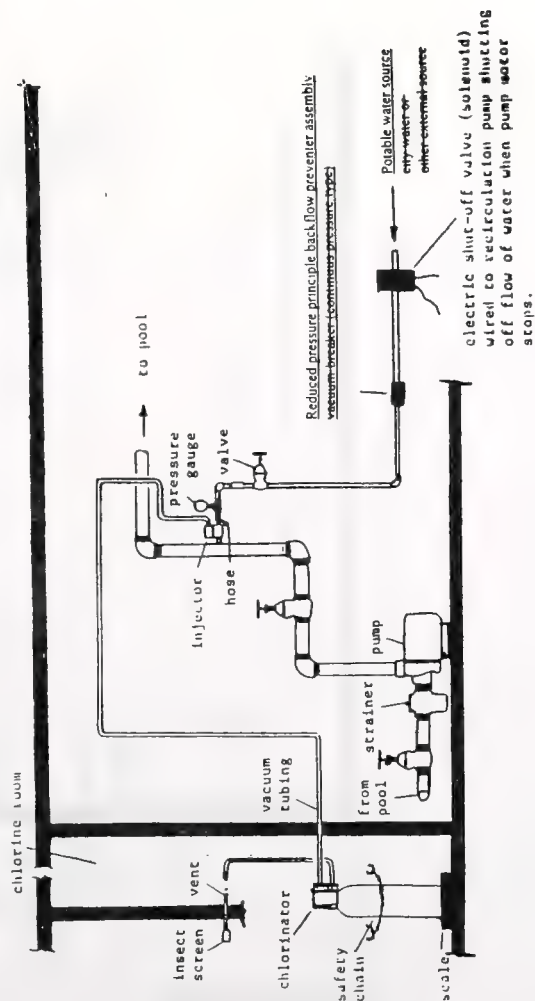 chlorine room
insect
screen
vent
chlorinator
safety
chain
scale
vacuum
tubing
from
pool
strainer
pump
injector
hose
pressure
gauge
valve
to pool
Reduced pressure principle backflow preventer assembly
vacuum breaker (continuous pressure type)
Potable water source
city water or
other external source
electric shut-off valve (solenoid)
wired to recirculation pump shutting
off flow of water when pump motor
stops.